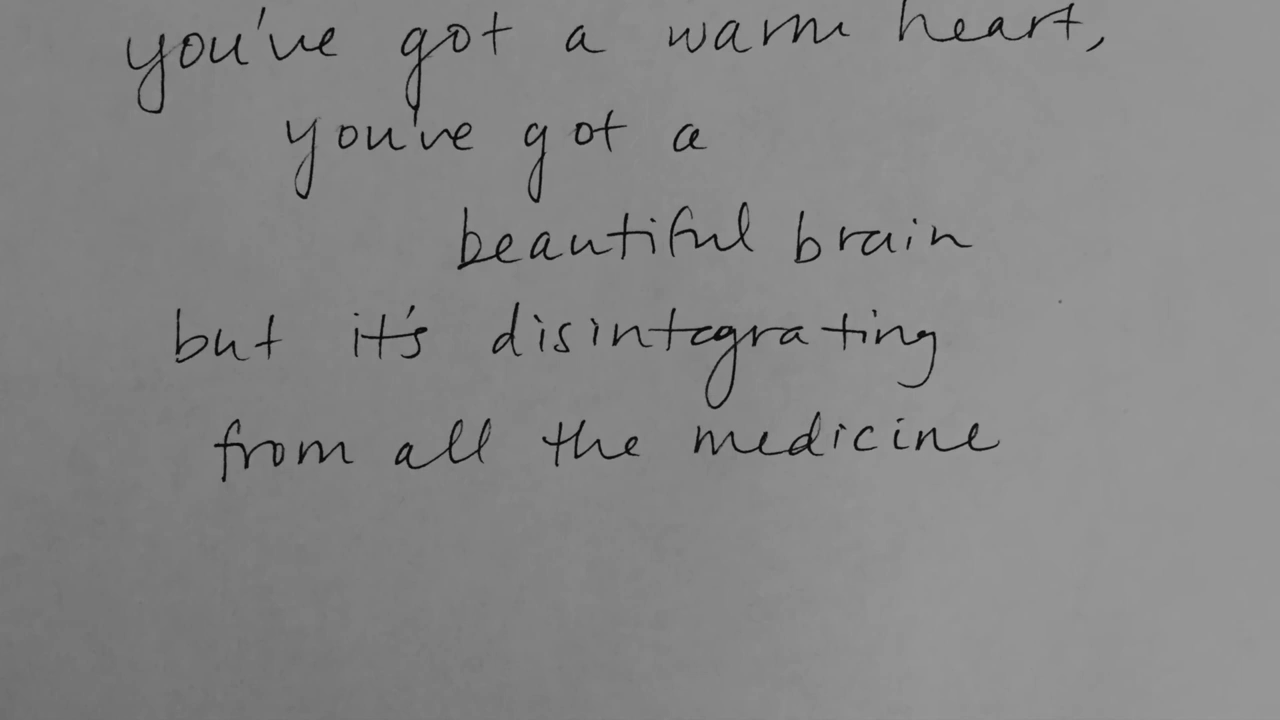 you've got a warm heart,
you've got a
beautiful brain
but it's disintegrating
from all the medicine